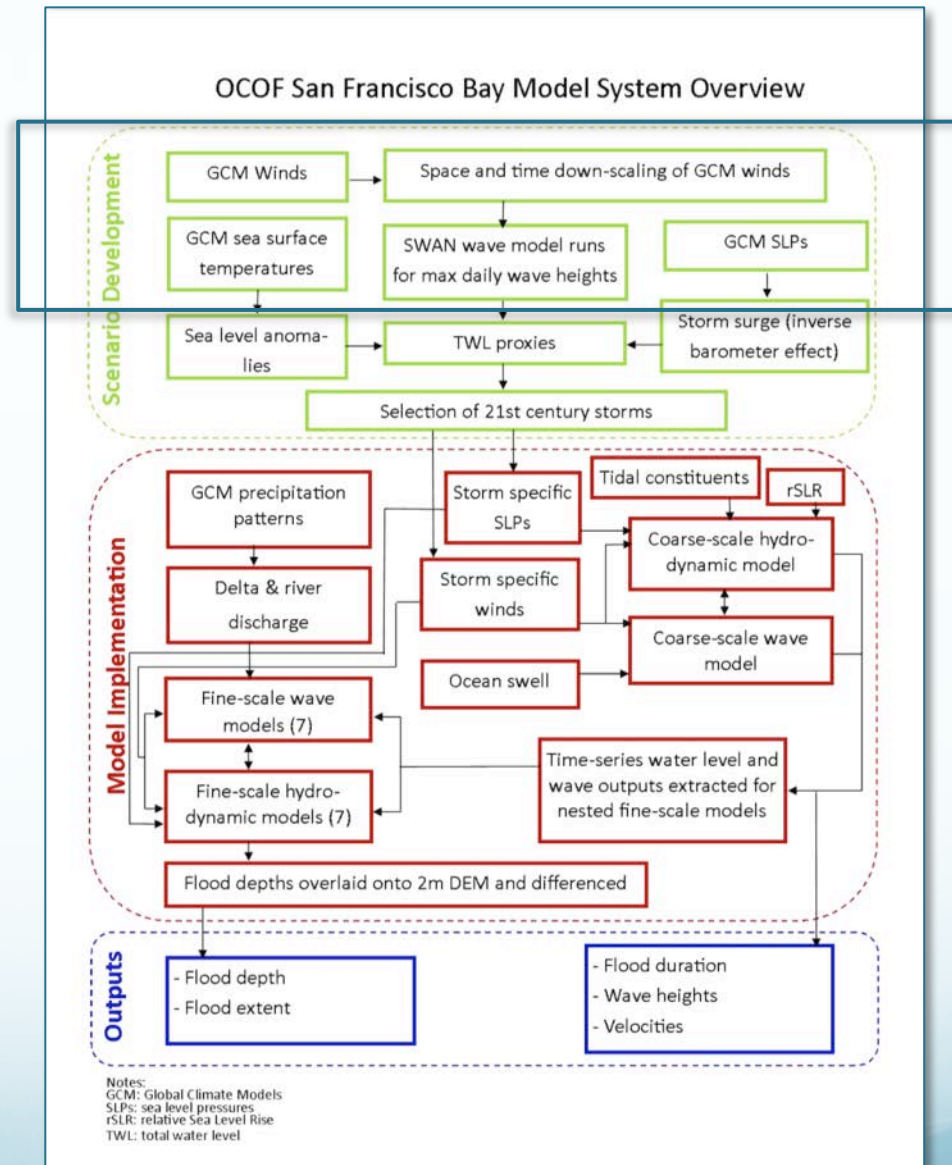 OCOF San Francisco Bay Model System Overview
Scenario Development
GCM Winds
Space and time down-scaling of GCM winds
GCM sea surface
temperatures
SWAN wave model runs
for max daily wave heights
GCM SLPs
Sea level anoma-
lies
TWL proxies
Storm surge (inverse
barometer effect)
Selection of 21st century storms
Model Implementation
GCM precipitation
patterns
Storm specific
SLPs
Tidal constituents
rSLR
Coarse-scale hydro-
dynamic model
Delta & river
discharge
Storm specific
winds
Coarse-scale wave
model
Ocean swell
Fine-scale wave
models (7)
Time-series water level and
wave outputs extracted for
nested fine-scale models
Fine-scale hydro-
dynamic models (7)
Flood depths overlaid onto 2m DEM and differenced
Outputs
- Flood depth
- Flood extent
- Flood duration
- Wave heights
- Velocities
Notes:
GCM: Global Climate Models
SLPs: sea level pressures
rSLR: relative Sea Level Rise
TWL: total water level